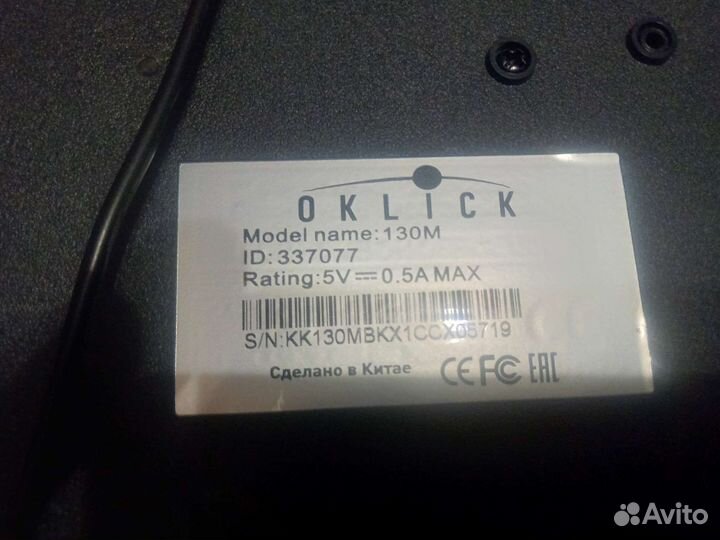 OKLICK
Model name: 130M
ID: 337077
Rating: 5V⎓0.5A MAX
S/N: KK130MBKX1CCX05719
Сделано в Китае CE FC EAC
Avito